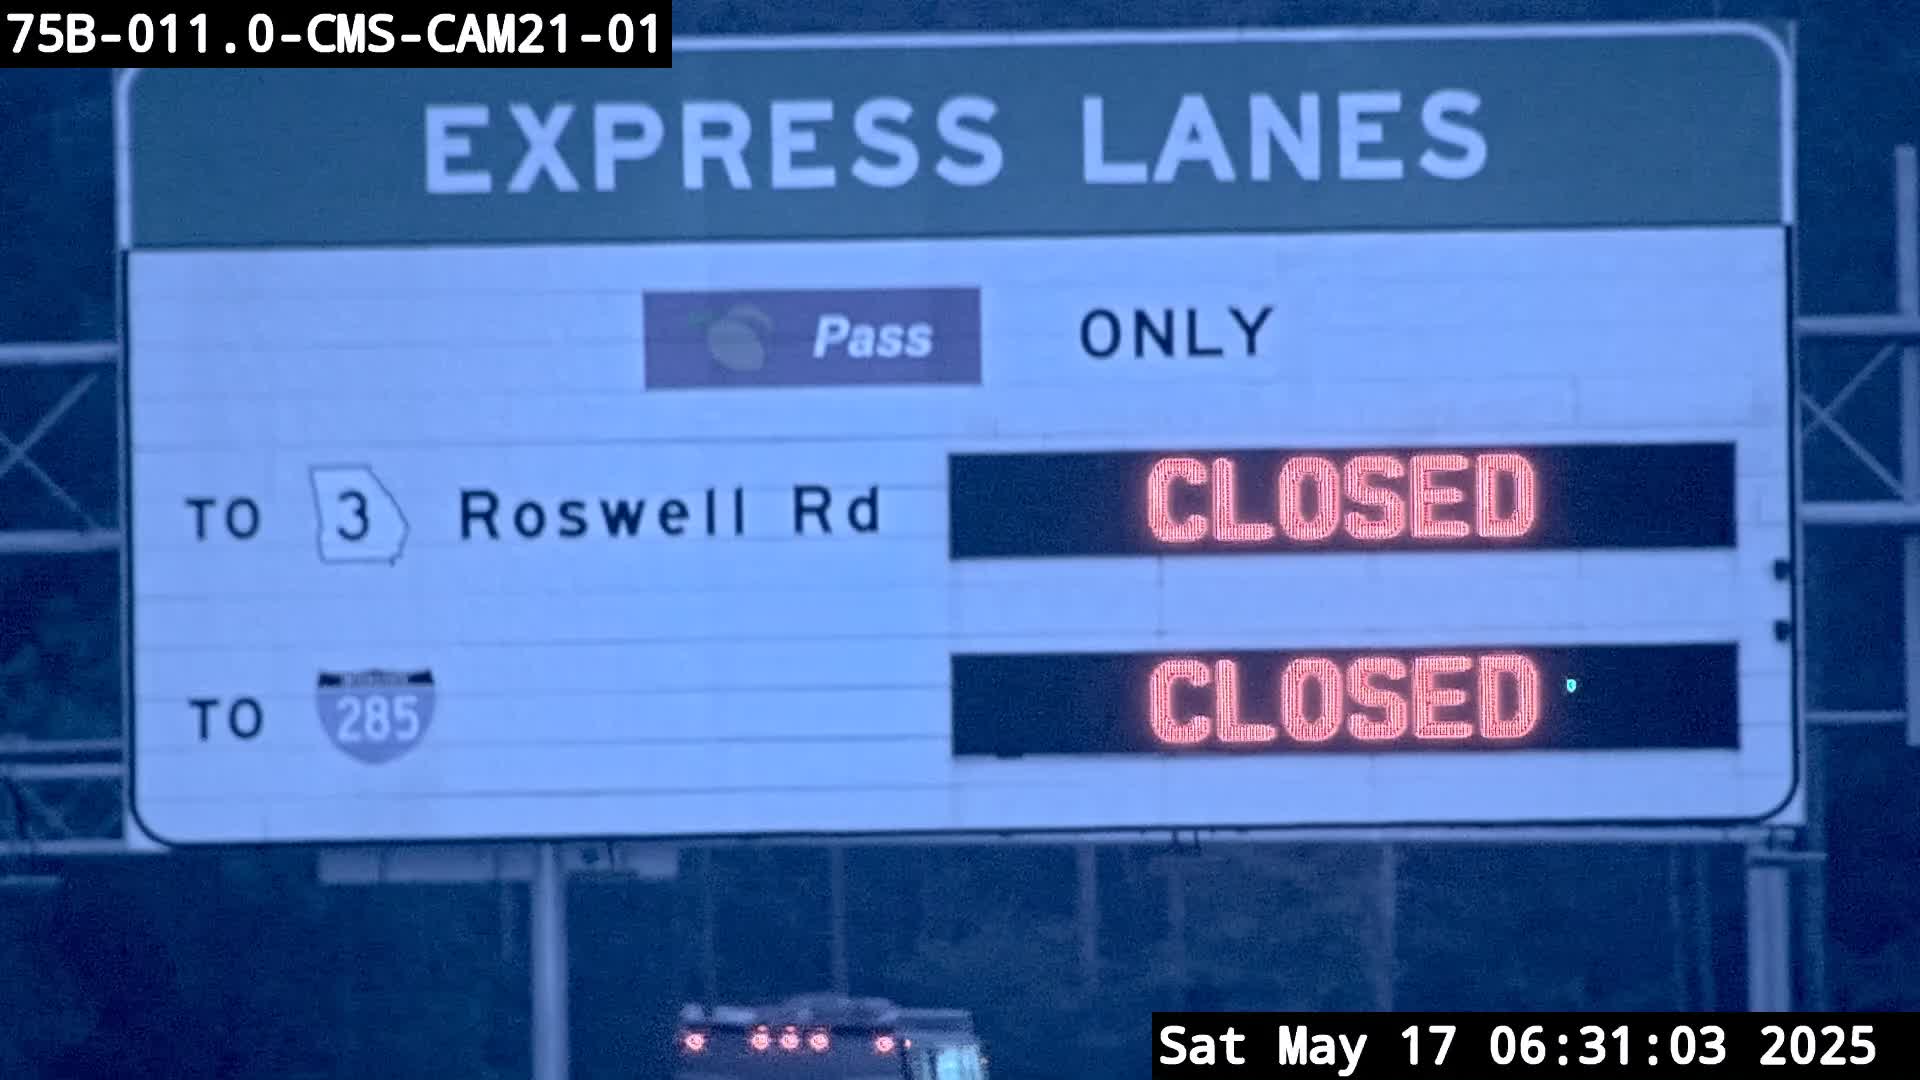 75B-011.0-CMS-CAM21-01
EXPRESS LANES
Pass ONLY
TO 3 Roswell Rd CLOSED
TO 285 CLOSED
Sat May 17 06:31:03 2025